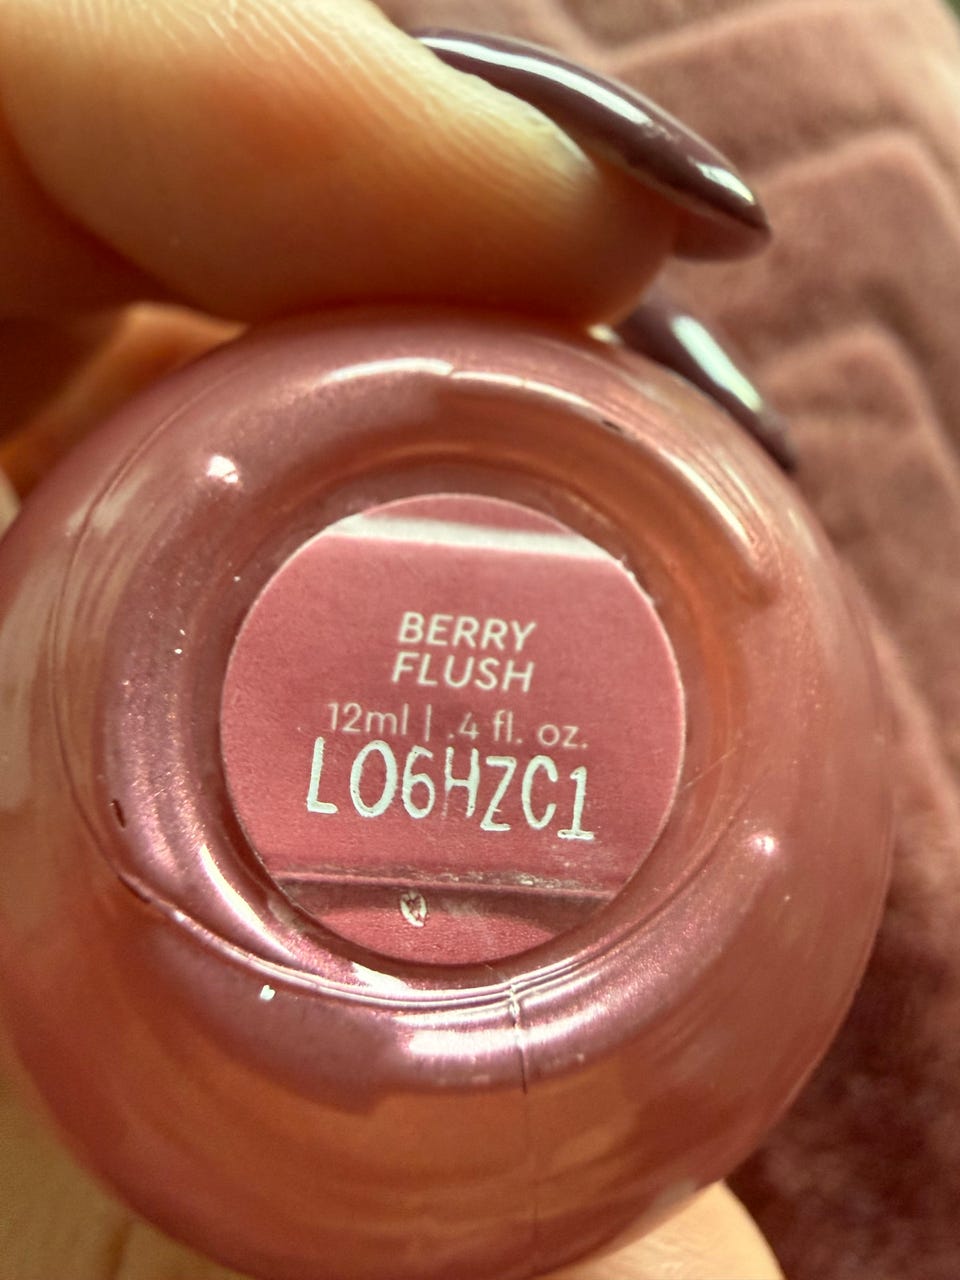 BERRY
FLUSH
12ml | .4 fl. oz.
L06HZC1